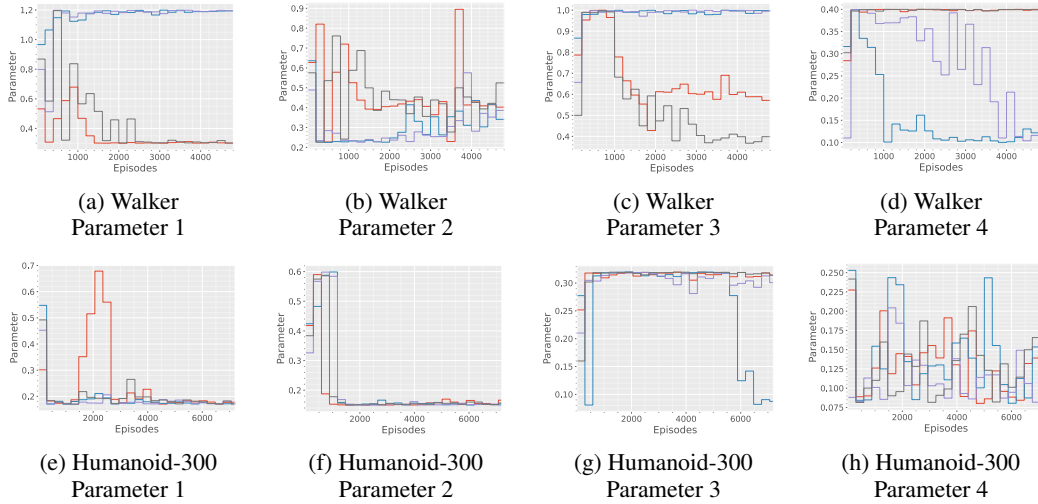 1.2
1.0
0.8
0.6
0.4
Parameter
1000 2000 3000 4000
Episodes
(a) Walker
Parameter 1
0.9
0.8
0.7
0.6
0.5
0.4
0.3
0.2
Parameter
1000 2000 3000 4000
Episodes
(b) Walker
Parameter 2
1.0
0.9
0.8
0.7
0.6
0.5
0.4
Parameter
1000 2000 3000 4000
Episodes
(c) Walker
Parameter 3
0.40
0.35
0.30
0.25
0.20
0.15
0.10
Parameter
1000 2000 3000 4000
Episodes
(d) Walker
Parameter 4
0.7
0.6
0.5
0.4
0.3
0.2
Parameter
2000 4000 6000
Episodes
(e) Humanoid-300
Parameter 1
0.6
0.5
0.4
0.3
0.2
Parameter
2000 4000 6000
Episodes
(f) Humanoid-300
Parameter 2
0.30
0.25
0.20
0.15
0.10
Parameter
2000 4000 6000
Episodes
(g) Humanoid-300
Parameter 3
0.250
0.225
0.200
0.175
0.150
0.125
0.100
0.075
Parameter
2000 4000 6000
Episodes
(h) Humanoid-300
Parameter 4